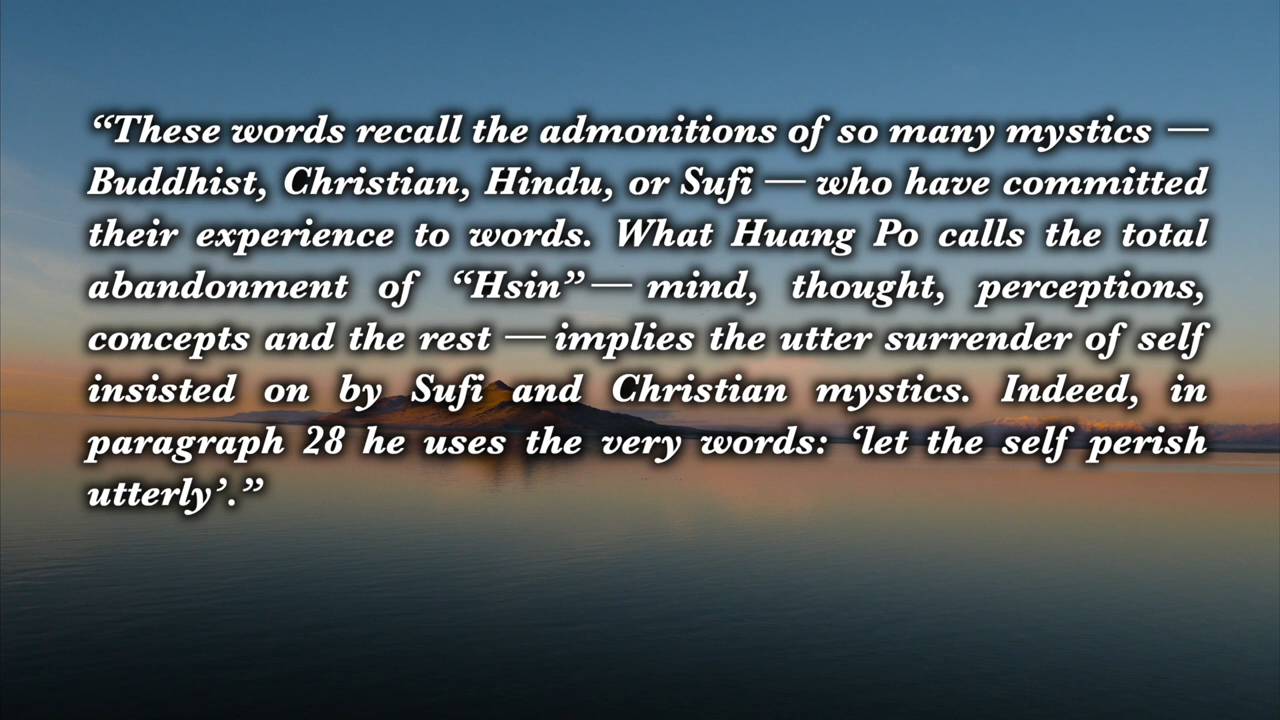 “These words recall the admonitions of so many mystics —
Buddhist, Christian, Hindu, or Sufi — who have committed
their experience to words. What Huang Po calls the total
abandonment of “Hsin”— mind, thought, perceptions,
concepts and the rest — implies the utter surrender of self
insisted on by Sufi and Christian mystics. Indeed, in
paragraph 28 he uses the very words: ‘let the self perish
utterly’.”